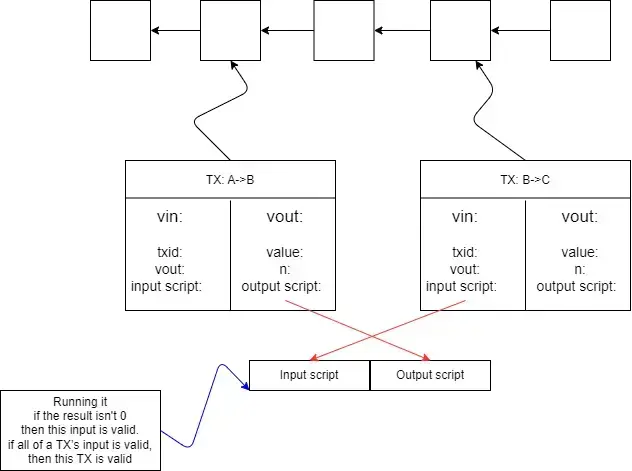 TX: A->B
vin:
vout:
txid:
vout:
input script:
value:
n:
output script:
TX: B->C
vin:
vout:
txid:
vout:
input script:
value:
n:
output script:
Input script
Output script
Running it
if the result isn't 0
then this input is valid.
if all of a TX's input is valid,
then this TX is valid